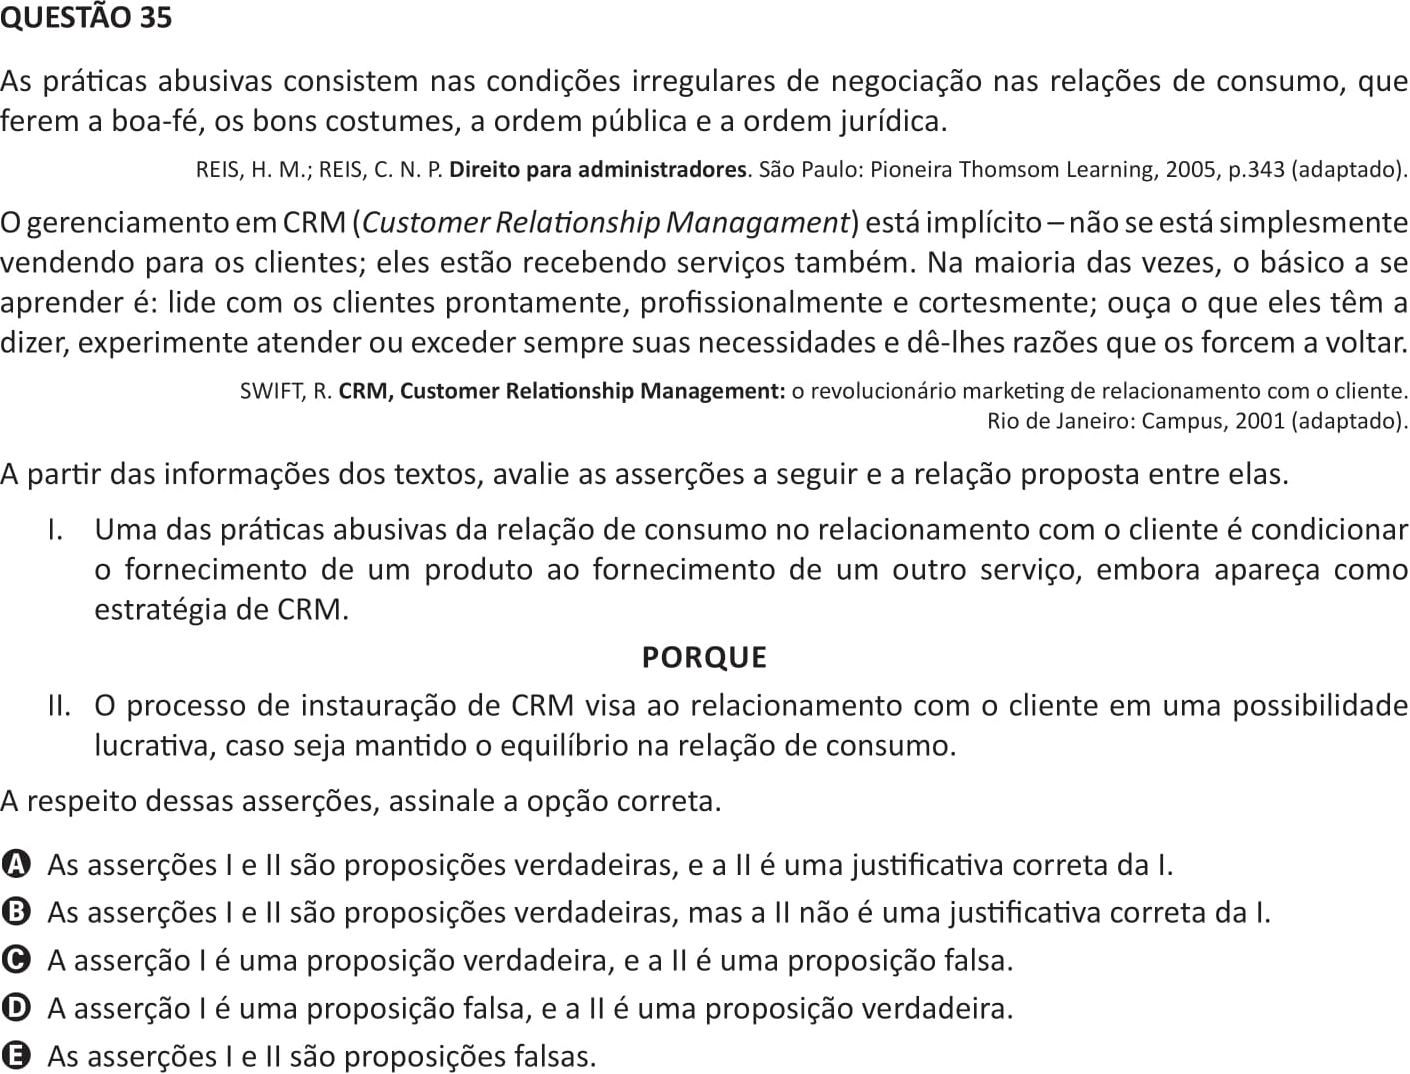 QUESTÃO 35
As práticas abusivas consistem nas condições irregulares de negociação nas relações de consumo, que
ferem a boa-fé, os bons costumes, a ordem pública e a ordem jurídica.
REIS, H. M.; REIS, C. N. P. Direito para administradores. São Paulo: Pioneira Thomsom Learning, 2005, p.343 (adaptado).
O gerenciamento em CRM (Customer Relationship Managament) está implícito – não se está simplesmente
vendendo para os clientes; eles estão recebendo serviços também. Na maioria das vezes, o básico a se
aprender é: lide com os clientes prontamente, profissionalmente e cortesmente; ouça o que eles têm a
dizer, experimente atender ou exceder sempre suas necessidades e dê-lhes razões que os forcem a voltar.
SWIFT, R. CRM, Customer Relationship Management: o revolucionário marketing de relacionamento com o cliente.
Rio de Janeiro: Campus, 2001 (adaptado).
A partir das informações dos textos, avalie as asserções a seguir e a relação proposta entre elas.
I. Uma das práticas abusivas da relação de consumo no relacionamento com o cliente é condicionar
o fornecimento de um produto ao fornecimento de um outro serviço, embora apareça como
estratégia de CRM.
PORQUE
II. O processo de instauração de CRM visa ao relacionamento com o cliente em uma possibilidade
lucrativa, caso seja mantido o equilíbrio na relação de consumo.
A respeito dessas asserções, assinale a opção correta.
A As asserções I e II são proposições verdadeiras, e a II é uma justificativa correta da I.
B As asserções I e II são proposições verdadeiras, mas a II não é uma justificativa correta da I.
C A asserção I é uma proposição verdadeira, e a II é uma proposição falsa.
D A asserção I é uma proposição falsa, e a II é uma proposição verdadeira.
E As asserções I e II são proposições falsas.